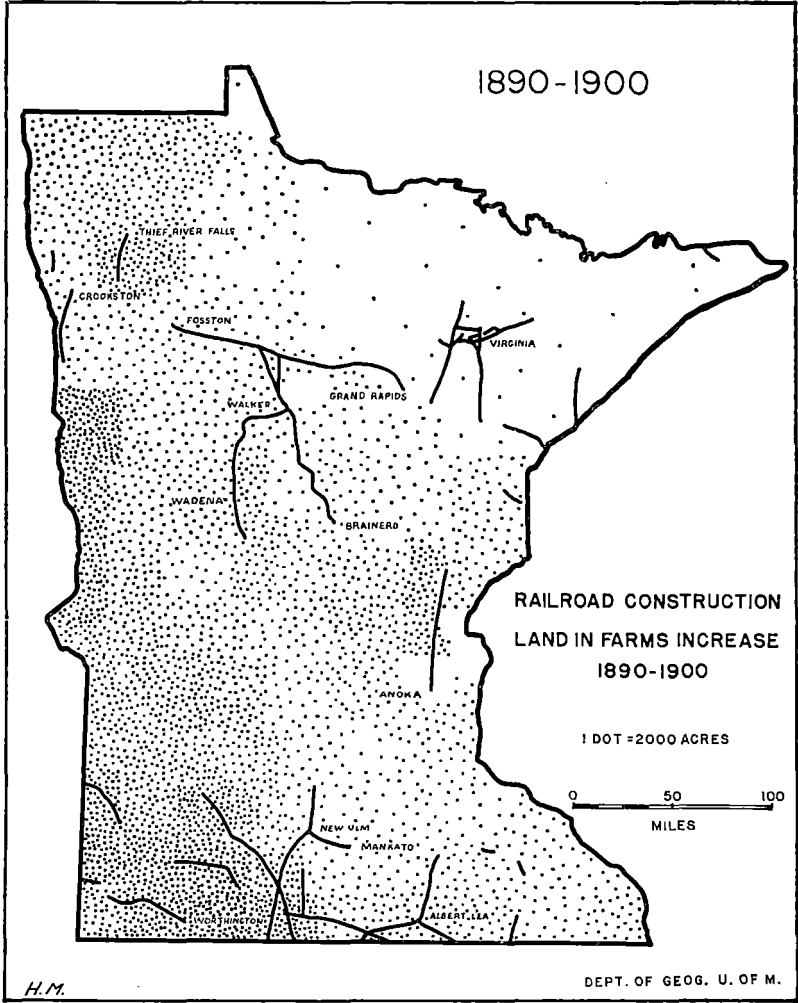 1890-1900
THIEF RIVER FALLS
CROOKSTON
FOSSTON
VIRGINIA
GRAND RAPIDS
WALKER
WADENA
BRAINERD
RAILROAD CONSTRUCTION
LAND IN FARMS INCREASE
1890-1900
ANOKA
1 DOT = 2000 ACRES
0 50 100
MILES
NEW ULM
MANKATO
WORTHINGTON
ALBERT LEA
H.M.
DEPT. OF GEOG. U. OF M.